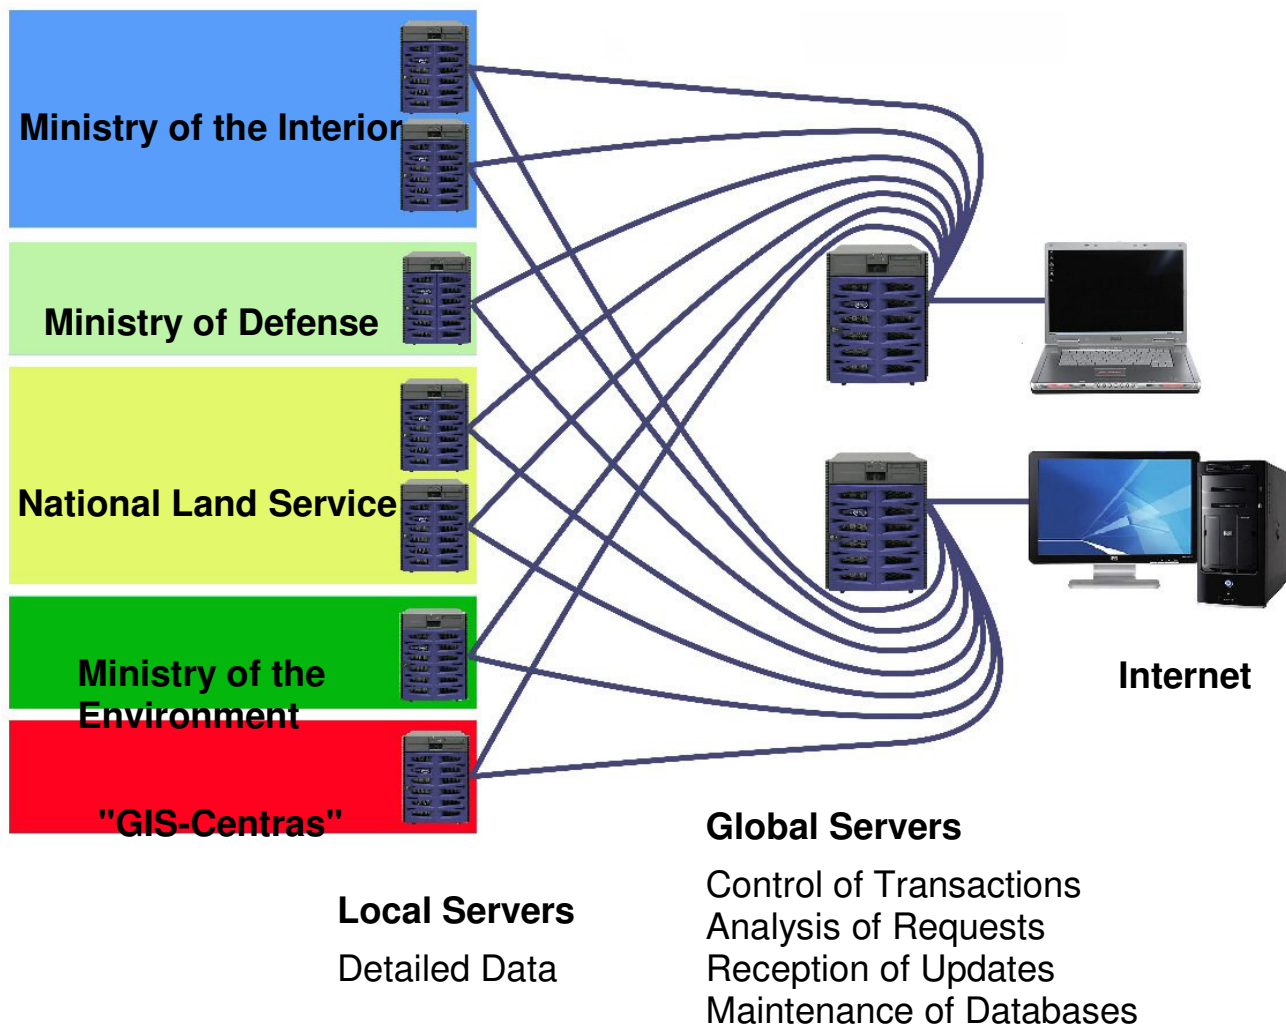 Ministry of the Interior
Ministry of Defense
National Land Service
Ministry of the
Environment
"GIS-Centras"
Internet
Local Servers
Detailed Data
Global Servers
Control of Transactions
Analysis of Requests
Reception of Updates
Maintenance of Databases